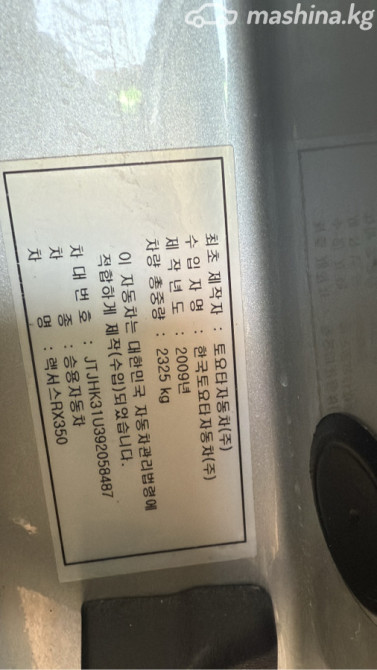 mashina.kg
최초 제작자 : 토요타자동차(주)
수 입 자 명 : 한국토요타자동차(주)
제 작 년 도 : 2009년
차량 총중량 : 2325 kg
이 자동차는 대한민국 자동차관리법령에
적합하게 제작(수입)되었습니다.
차 대 번 호 : JTJHK31U392058487
차 종 : 승용자동차
차 명 : 렉서스RX350